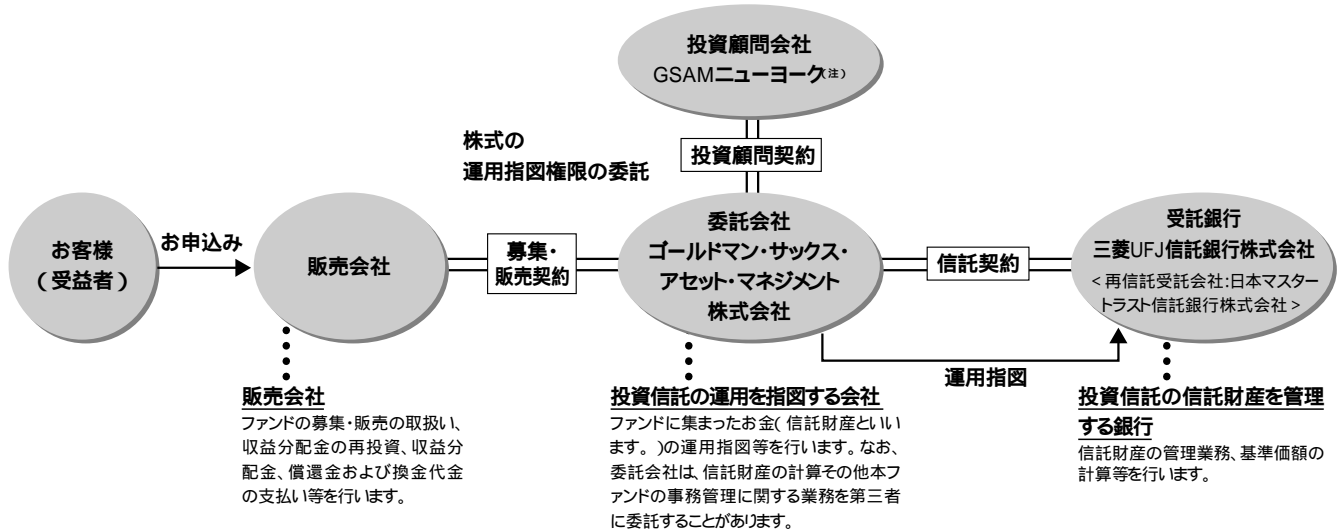 投資顧問会社
GSAMニューヨーク(注)
株式の
運用指図権限の委託
投資顧問契約
お客様
(受益者)
お申込み
販売会社
募集・
販売契約
委託会社
ゴールドマン・サックス・
アセット・マネジメント
株式会社
信託契約
受託銀行
三菱UFJ信託銀行株式会社
<再信託受託会社:日本マスター
トラスト信託銀行株式会社>
運用指図
販売会社
ファンドの募集・販売の取扱い、
収益分配金の再投資、収益分
配金、償還金および換金代金
の支払い等を行います。
投資信託の運用を指図する会社
ファンドに集まったお金(信託財産といい
ます。)の運用指図等を行います。なお、
委託会社は、信託財産の計算その他本フ
ァンドの事務管理に関する業務を第三者
に委託することがあります。
投資信託の信託財産を管理
する銀行
信託財産の管理業務、基準価額の
計算等を行います。